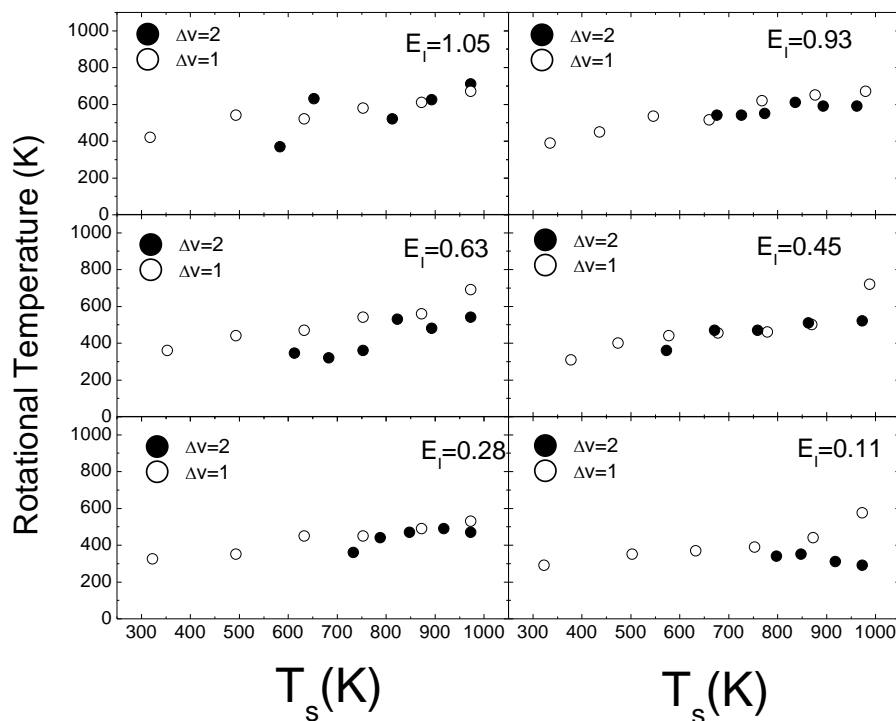 Rotational Temperature (K)
1000
800
600
400
200
0
Δv=2
Δv=1
E_I=1.05
Δv=2
Δv=1
E_I=0.93
1000
800
600
400
200
0
Δv=2
Δv=1
E_I=0.63
Δv=2
Δv=1
E_I=0.45
1000
800
600
400
200
0
Δv=2
Δv=1
E_I=0.28
Δv=2
Δv=1
E_I=0.11
300 400 500 600 700 800 900 1000
300 400 500 600 700 800 900 1000
T_s(K)
T_s(K)